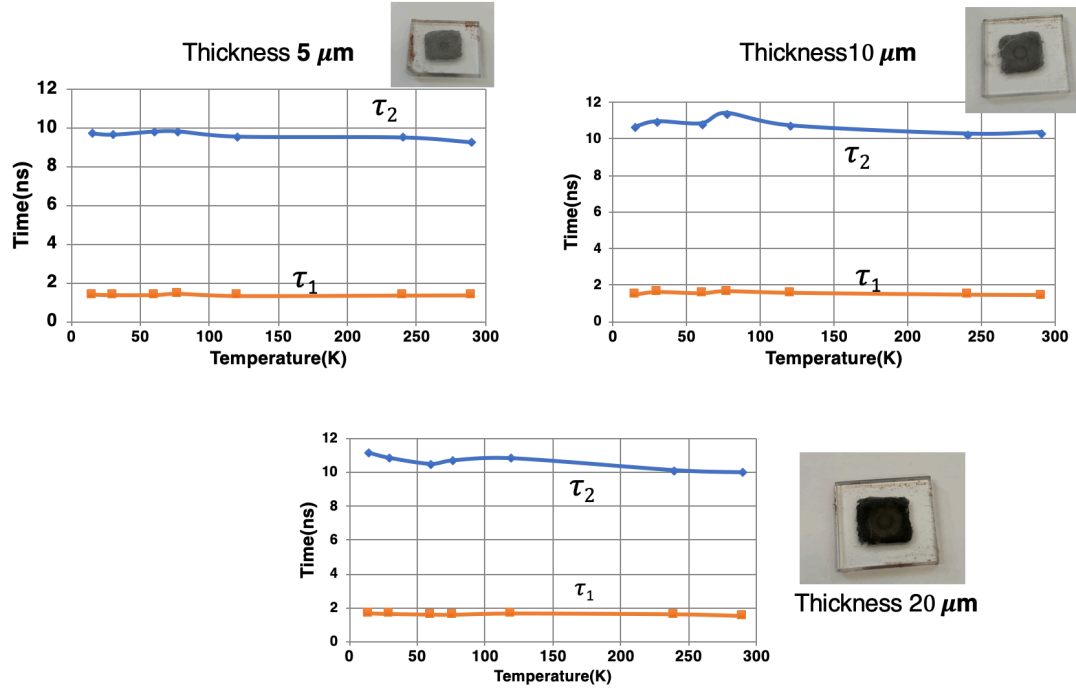 Thickness 5 μm
12
10
8
6
4
2
0
Time(ns)
τ2
τ1
0 50 100 150 200 250 300
Temperature(K)
Thickness10 μm
12
10
8
6
4
2
0
Time(ns)
τ2
τ1
0 50 100 150 200 250 300
Temperature(K)
12
10
8
6
4
2
0
Time(ns)
τ2
τ1
0 50 100 150 200 250 300
Temperature(K)
Thickness 20 μm